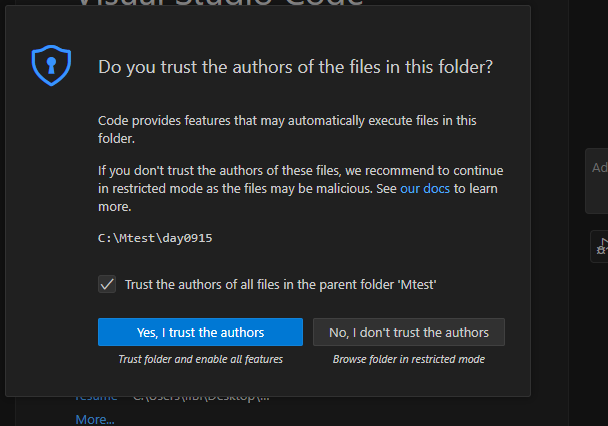 Visual Studio Code
Do you trust the authors of the files in this folder?
Code provides features that may automatically execute files in this
folder.
If you don't trust the authors of these files, we recommend to continue
in restricted mode as the files may be malicious. See our docs to learn
more.
C:\Mtest\day0915
Trust the authors of all files in the parent folder 'Mtest'
Yes, I trust the authors
No, I don't trust the authors
Trust folder and enable all features
Browse folder in restricted mode
resume
More...
Ad